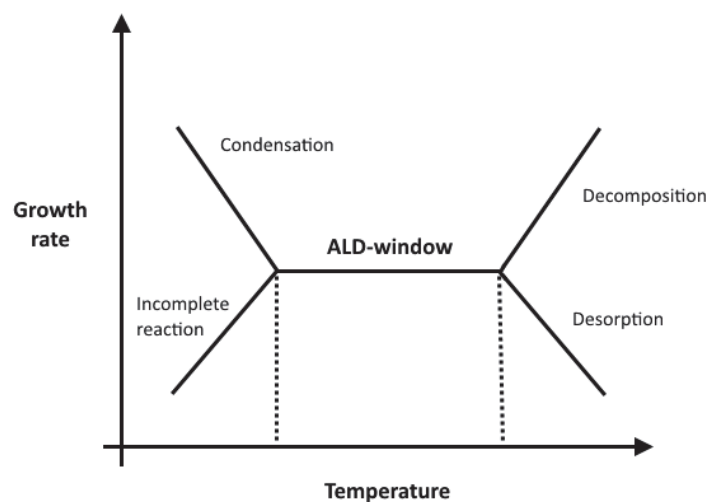 Condensation
Decomposition
Growth
rate
ALD-window
Incomplete
reaction
Desorption
Temperature